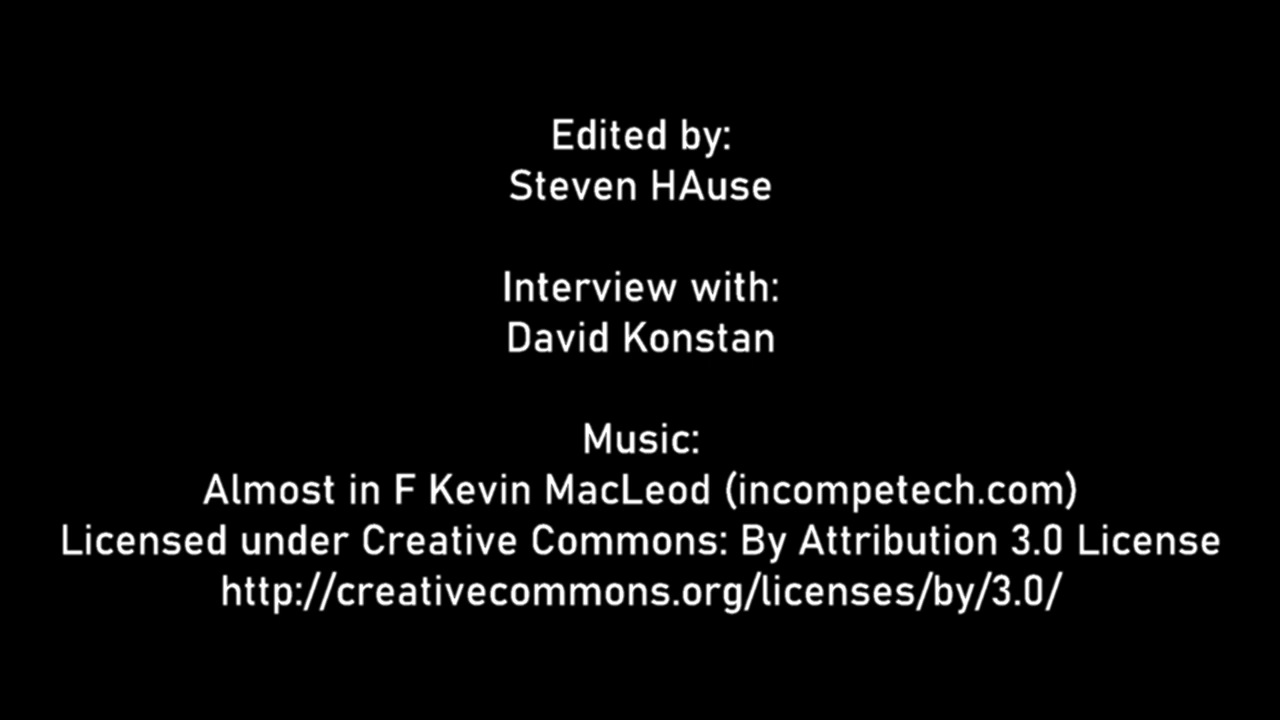 Edited by:
Steven HAuse
Interview with:
David Konstan
Music:
Almost in F Kevin MacLeod (incompetech.com)
Licensed under Creative Commons: By Attribution 3.0 License
http://creativecommons.org/licenses/by/3.0/